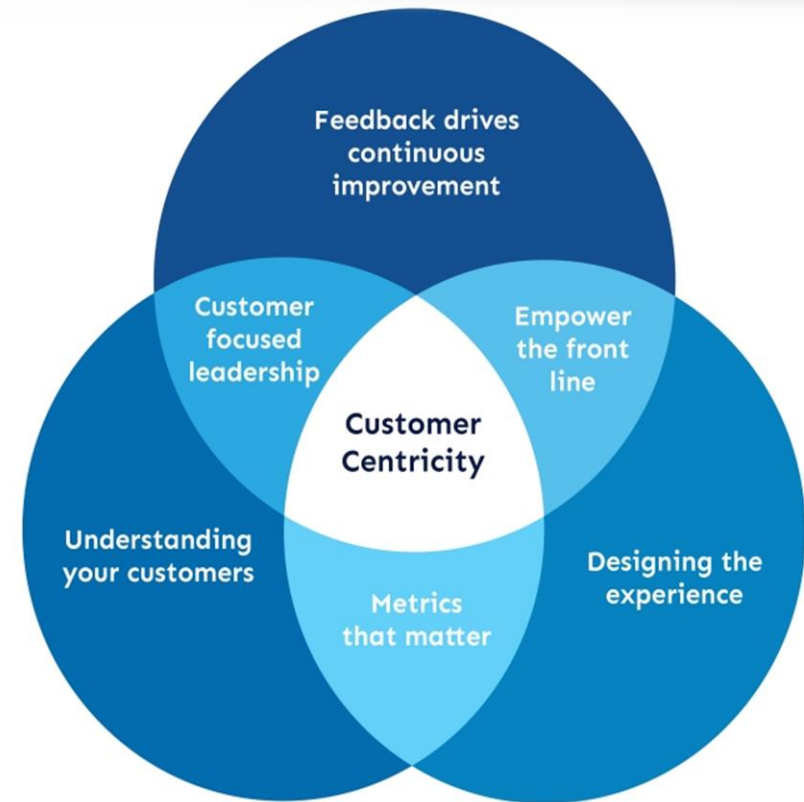 Feedback drives
continuous
improvement
Customer
focused
leadership
Empower
the front
line
Customer
Centricity
Understanding
your customers
Designing the
experience
Metrics
that matter